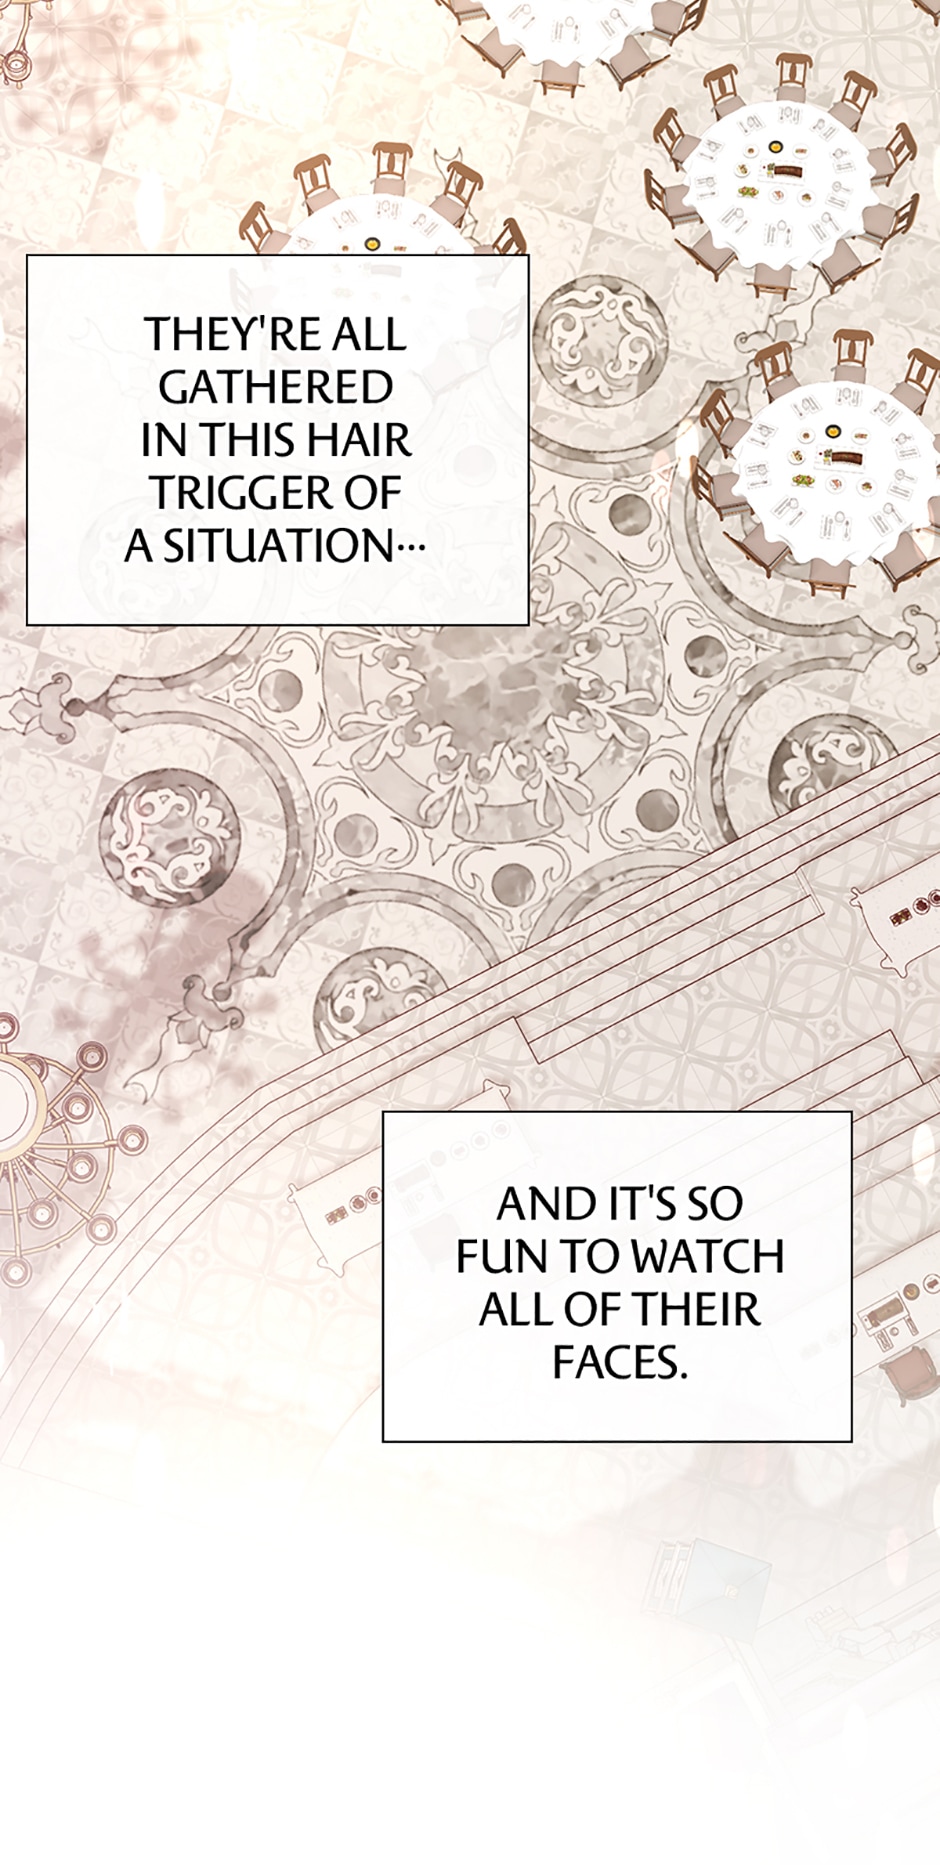 THEY'RE ALL
GATHERED
IN THIS HAIR
TRIGGER OF
A SITUATION···
AND IT'S SO
FUN TO WATCH
ALL OF THEIR
FACES.